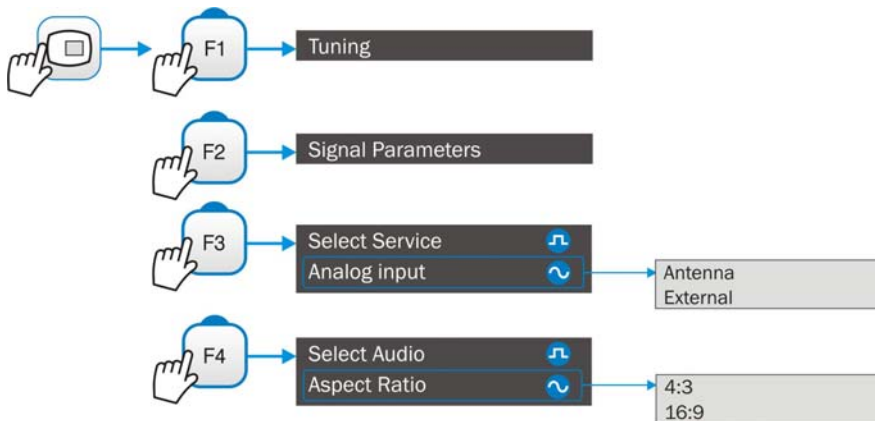 F1
Tuning
F2
Signal Parameters
F3
Select Service
Analog input
Antenna
External
F4
Select Audio
Aspect Ratio
4:3
16:9